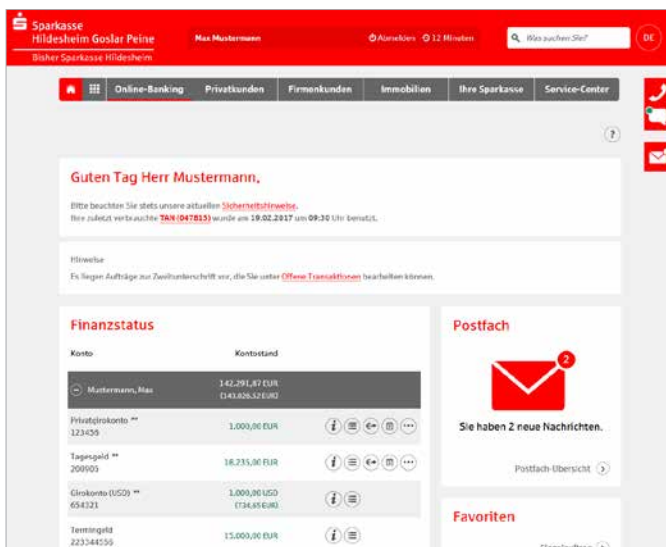 Sparkasse
Hildesheim Goslar Peine
Bisher Sparkasse Hildesheim
Max Mustermann
Abmelden 12 Minuten
Was suchen Sie?
DE
Online-Banking Privatkunden Firmenkunden Immobilien Ihre Sparkasse Service-Center
?
Guten Tag Herr Mustermann,
Bitte beachten Sie stets unsere aktuellen Sicherheitshinweise.
Ihre zuletzt verbrauchte TAN (047815) wurde am 19.02.2017 um 09:30 Uhr benutzt.
Hinweise
Es liegen Aufträge zur Zweitunterschrift vor, die Sie unter Offene Transaktionen bearbeiten können.
Finanzstatus
Konto Kontostand
Mustermann, Max 142.291,87 EUR
(143.026,52 EUR)
Privatgirokonto ** 1.000,00 EUR
123456
Tagesgeld ** 18.235,00 EUR
200905
Girokonto (USD) ** 1.000,00 USD
654321 (734,65 EUR)
Termingeld 15.000,00 EUR
223344556
Postfach
2
Sie haben 2 neue Nachrichten.
Postfach-Übersicht
Favoriten